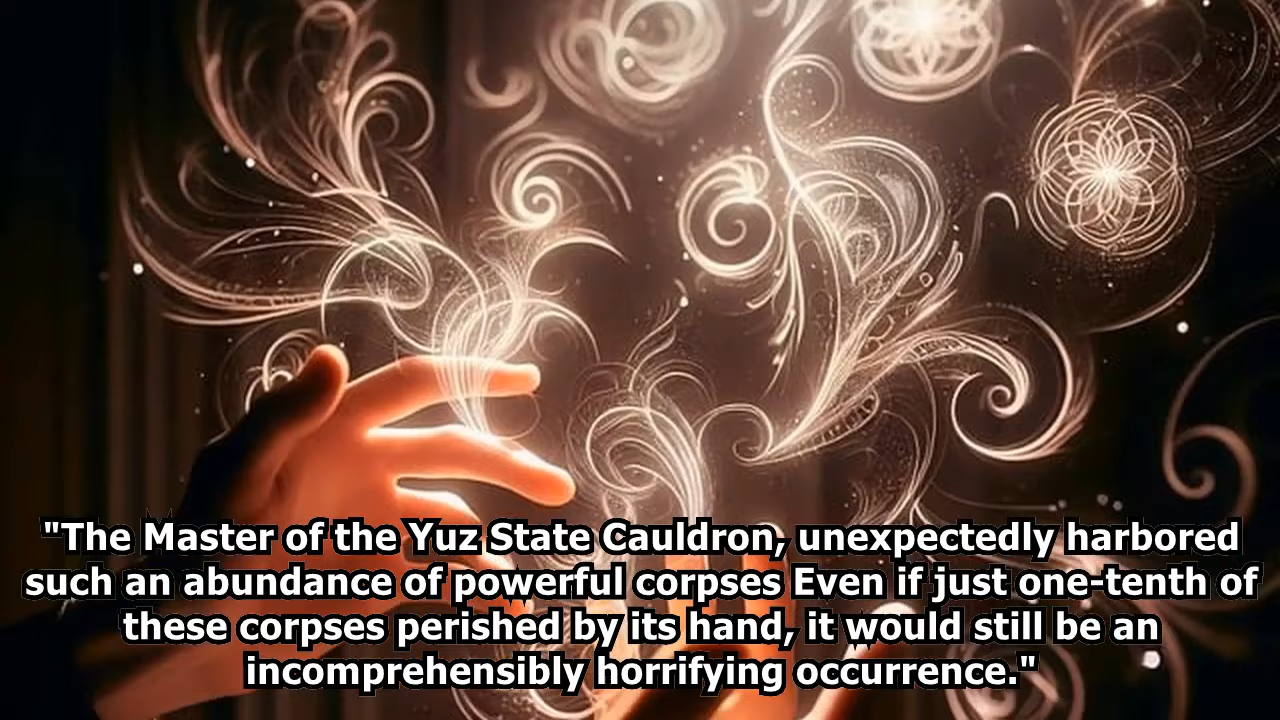 "The Master of the Yuz State Cauldron, unexpectedly harbored
such an abundance of powerful corpses Even if just one-tenth of
these corpses perished by its hand, it would still be an
incomprehensibly horrifying occurrence."